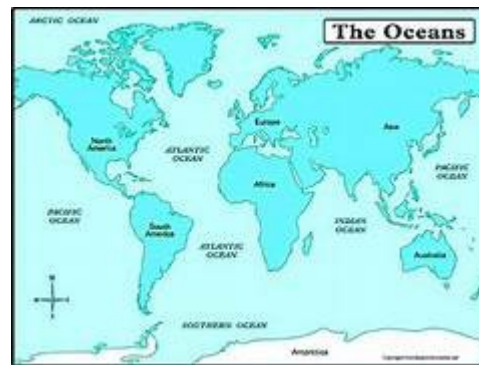 ARCTIC OCEAN
The Oceans
North
America
Europe
Asia
ATLANTIC
OCEAN
PACIFIC
OCEAN
Africa
PACIFIC
OCEAN
South
America
INDIAN
OCEAN
ATLANTIC
OCEAN
Australia
N
SOUTHERN OCEAN
Antarctica